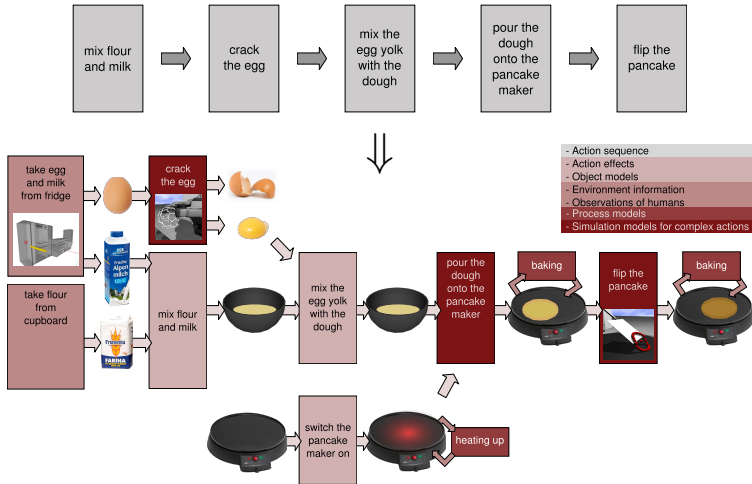 mix flour
and milk
crack
the egg
mix the
egg yolk
with the
dough
pour the
dough
onto the
pancake
maker
flip the
pancake
- Action sequence
- Action effects
- Object models
- Environment information
- Observations of humans
- Process models
- Simulation models for complex actions
take egg
and milk
from fridge
crack
the egg
Frische
Alpen
milch
take flour
from
cupboard
FARINA
mix flour
and milk
mix the
egg yolk
with the
dough
pour the
dough
onto the
pancake
maker
baking
flip the
pancake
baking
switch the
pancake
maker on
heating up